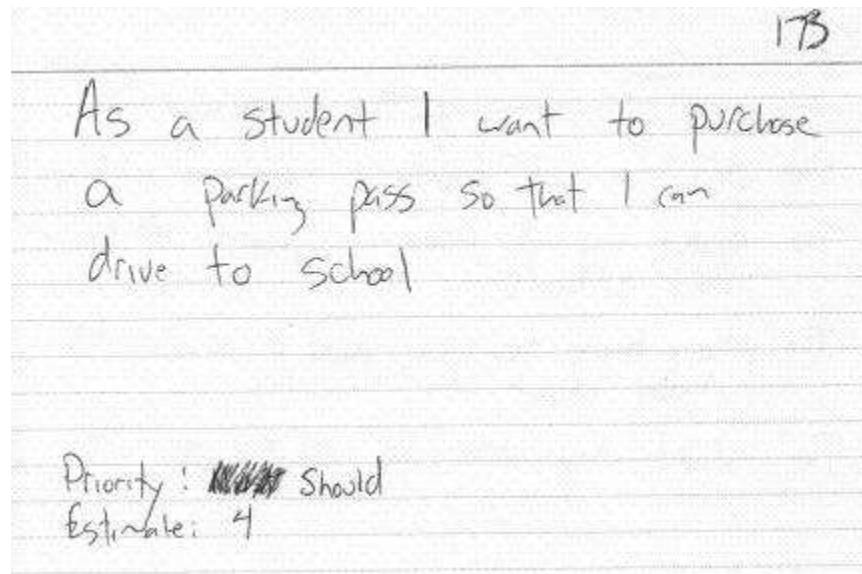 173
As a student I want to purchase
a parking pass so that I can
drive to school
Priority: Should
Estimate: 4